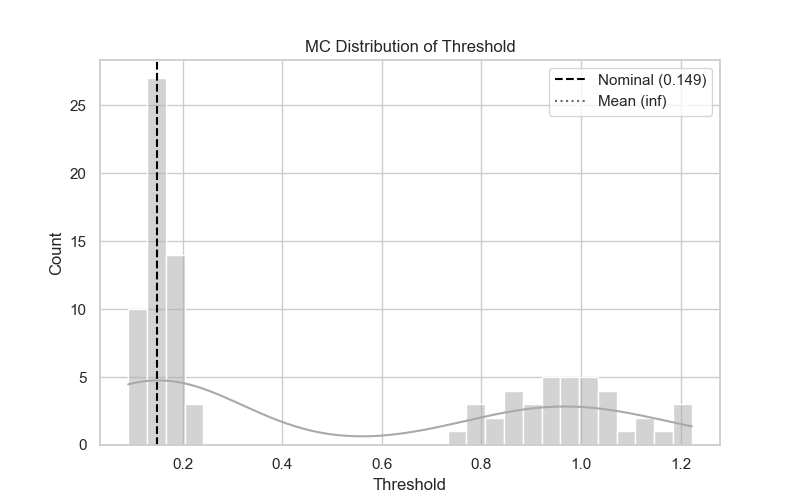 MC Distribution of Threshold
Nominal (0.149)
Mean (inf)
Count
25
20
15
10
5
0
0.2 0.4 0.6 0.8 1.0 1.2
Threshold